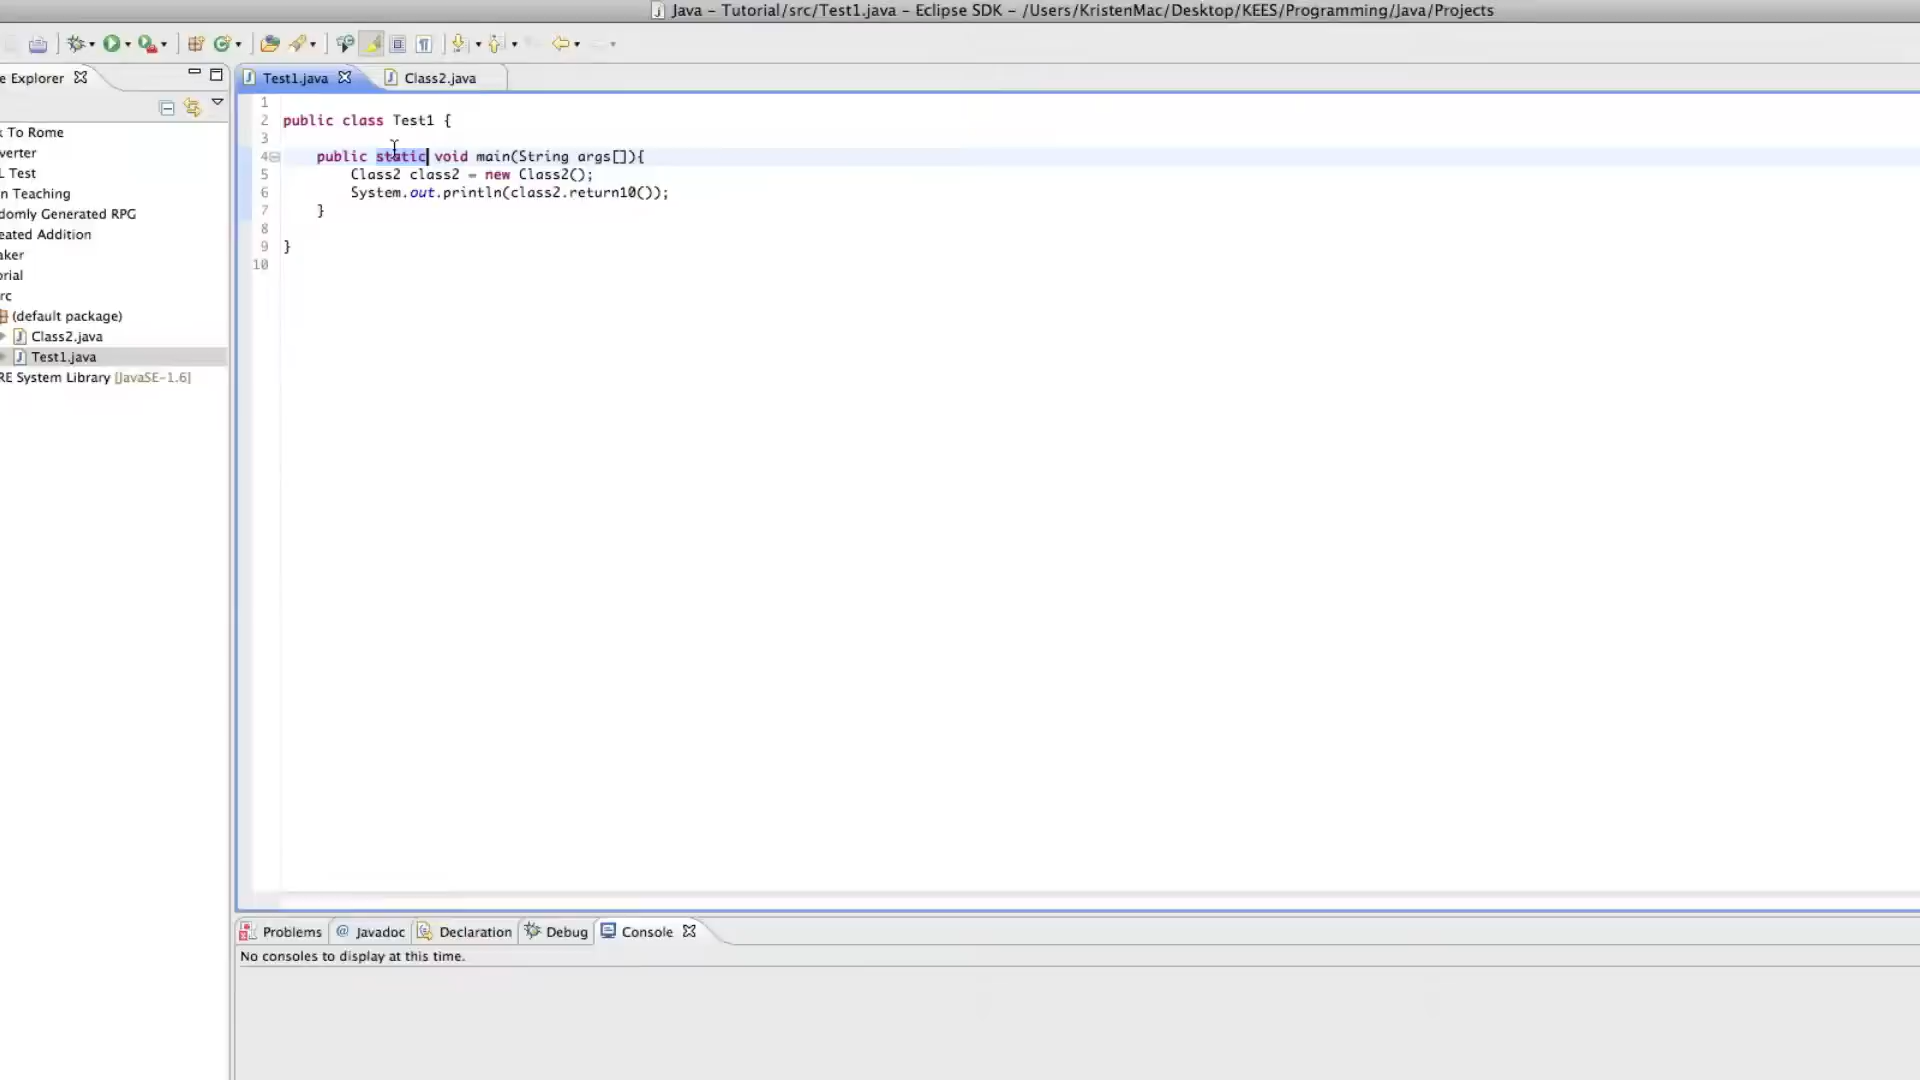 Java – Tutorial/src/Test1.java – Eclipse SDK – /Users/KristenMac/Desktop/KEES/Programming/Java/Projects
e Explorer
Test1.java
Class2.java
k To Rome
verter
L Test
n Teaching
domly Generated RPG
eated Addition
aker
orial
rc
(default package)
Class2.java
Test1.java
RE System Library [JavaSE-1.6]
1
2 public class Test1 {
3
4 public static void main(String args[]){
5 Class2 class2 = new Class2();
6 System.out.println(class2.return10());
7 }
8
9 }
10
Problems @ Javadoc Declaration Debug Console
No consoles to display at this time.